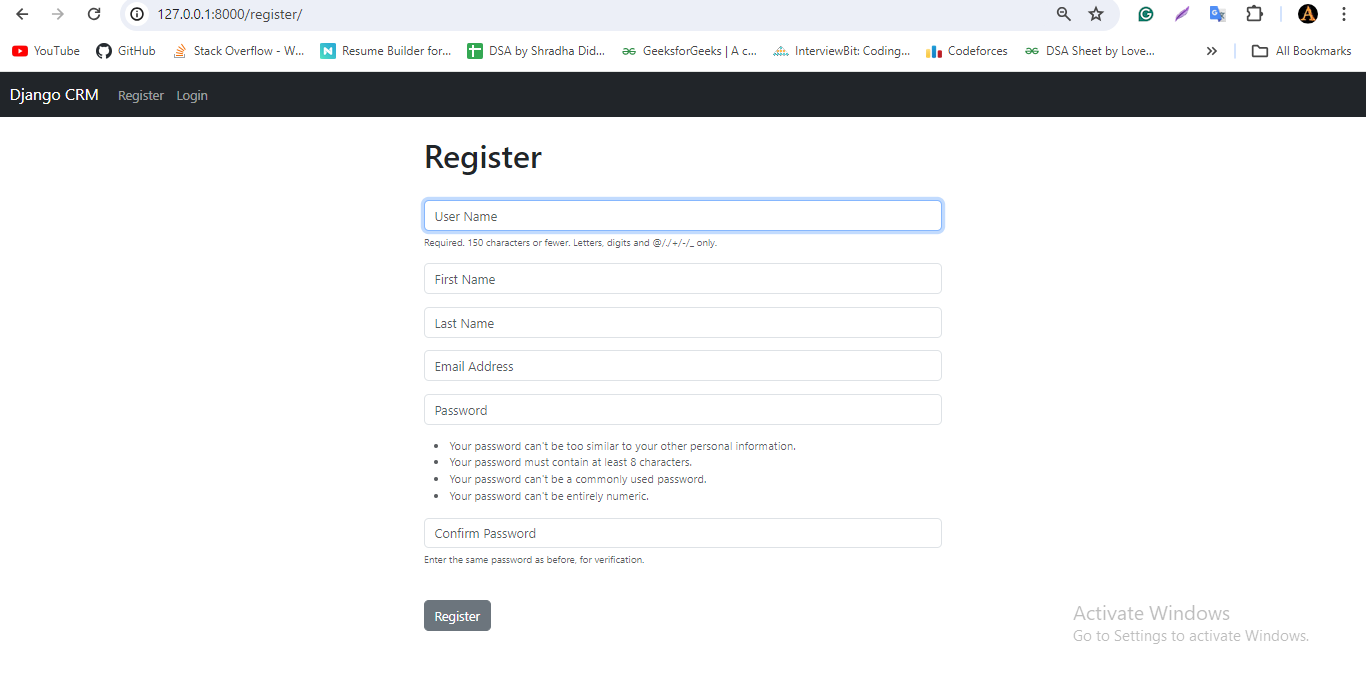 127.0.0.1:8000/register/
YouTube GitHub Stack Overflow - W... Resume Builder for... DSA by Shradha Did... GeeksforGeeks | A c... InterviewBit: Coding... Codeforces DSA Sheet by Love... » All Bookmarks
Django CRM Register Login
Register
User Name
Required. 150 characters or fewer. Letters, digits and @/./+/-/_ only.
First Name
Last Name
Email Address
Password
• Your password can't be too similar to your other personal information.
• Your password must contain at least 8 characters.
• Your password can't be a commonly used password.
• Your password can't be entirely numeric.
Confirm Password
Enter the same password as before, for verification.
Register
Activate Windows
Go to Settings to activate Windows.